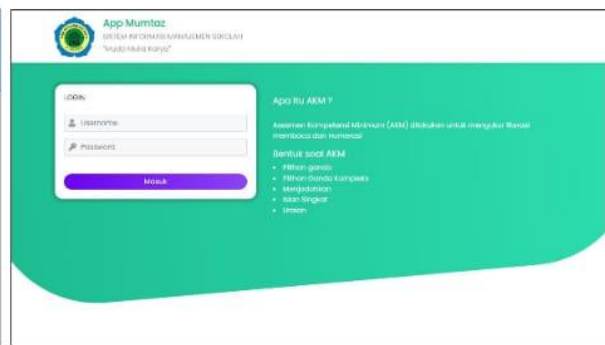 App Mumtaz
SISTEM INFORMASI MANAJEMEN SEKOLAH
"Muda Mulia Karya"
LOGIN
Username
Password
Masuk
Apa itu AKM ?
Asesmen Kompetensi Minimum (AKM) dilakukan untuk mengukur literasi
membaca dan numerasi
Bentuk soal AKM
Pilihan ganda
Pilihan Ganda Kompleks
Menjodohkan
Isian Singkat
Uraian